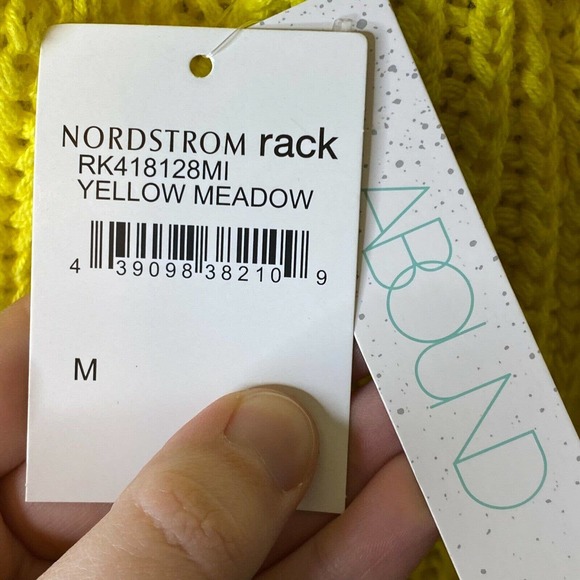 NORDSTROM rack
RK418128MI
YELLOW MEADOW
4 39098 38210 9
M
ABOUND